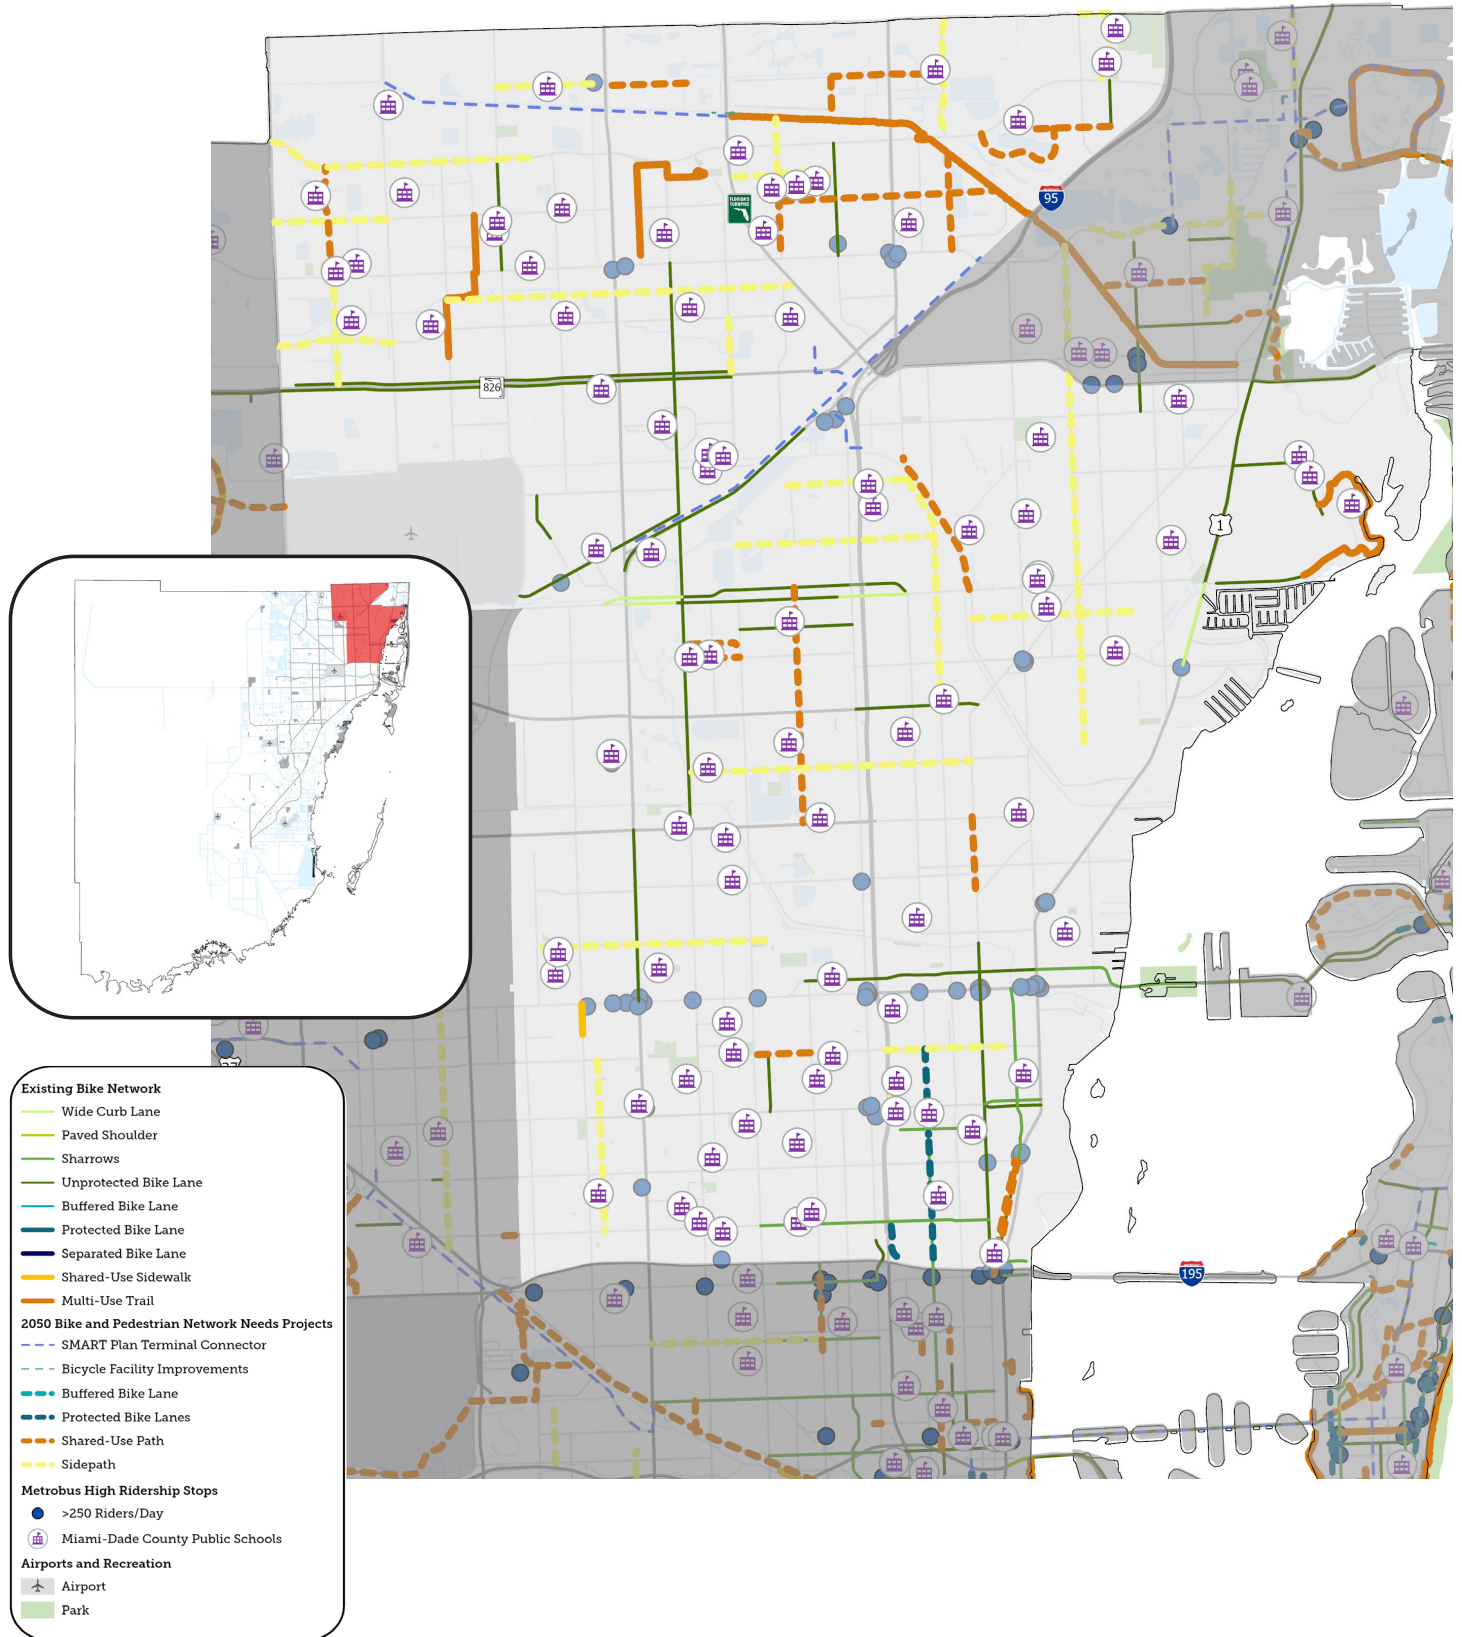 FLORIDA'S
TURNPIKE
95
826
1
195
Existing Bike Network
Wide Curb Lane
Paved Shoulder
Sharrows
Unprotected Bike Lane
Buffered Bike Lane
Protected Bike Lane
Separated Bike Lane
Shared-Use Sidewalk
Multi-Use Trail
2050 Bike and Pedestrian Network Needs Projects
SMART Plan Terminal Connector
Bicycle Facility Improvements
Buffered Bike Lane
Protected Bike Lanes
Shared-Use Path
Sidepath
Metrobus High Ridership Stops
>250 Riders/Day
Miami-Dade County Public Schools
Airports and Recreation
Airport
Park